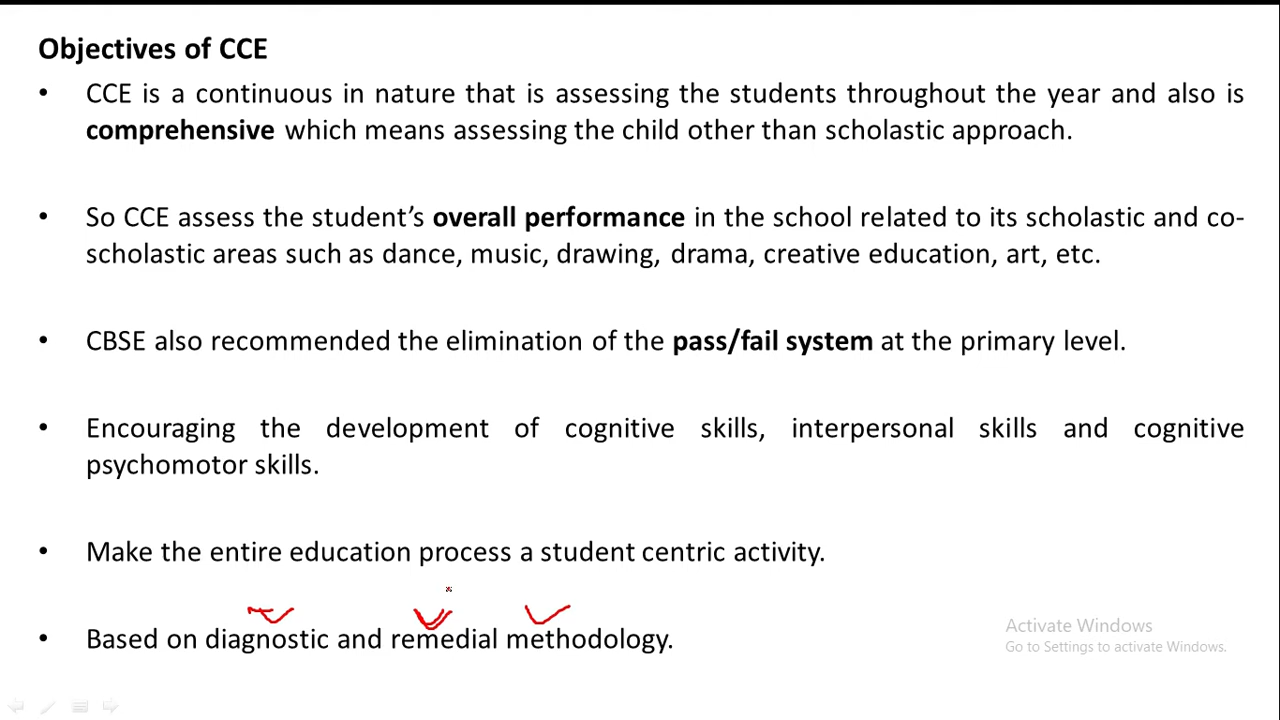 Objectives of CCE
• CCE is a continuous in nature that is assessing the students throughout the year and also is
comprehensive which means assessing the child other than scholastic approach.
• So CCE assess the student’s overall performance in the school related to its scholastic and co-
scholastic areas such as dance, music, drawing, drama, creative education, art, etc.
• CBSE also recommended the elimination of the pass/fail system at the primary level.
• Encouraging the development of cognitive skills, interpersonal skills and cognitive
psychomotor skills.
• Make the entire education process a student centric activity.
• Based on diagnostic and remedial methodology.
Activate Windows
Go to Settings to activate Windows.